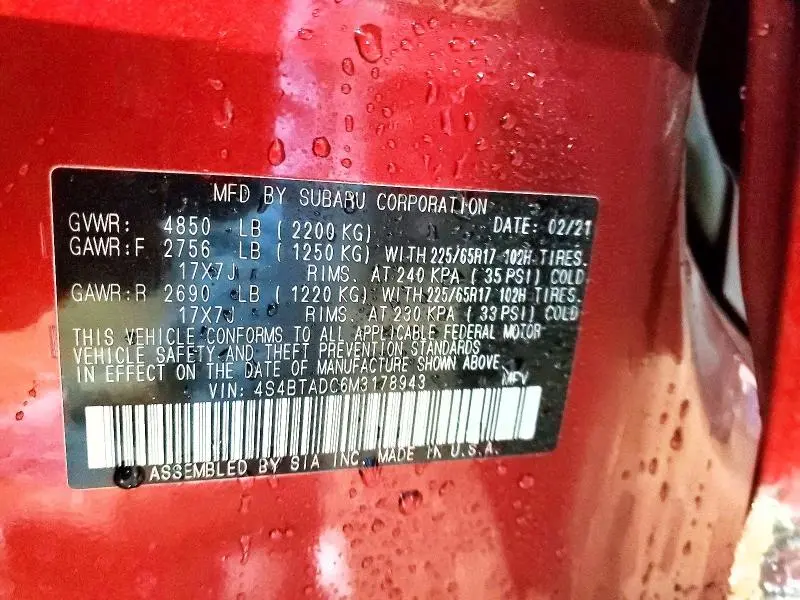 MFD BY SUBARU CORPORATION
GVWR: 4850 LB (2200 KG) DATE: 02/21
GAWR:F 2756 LB (1250 KG) WITH 225/65R17 102H TIRES.
17X7J RIMS. AT 240 KPA (35 PSI) COLD
GAWR:R 2690 LB (1220 KG) WITH 225/65R17 102H TIRES.
17X7J RIMS. AT 230 KPA (33 PSI) COLD
THIS VEHICLE CONFORMS TO ALL APPLICABLE FEDERAL MOTOR
VEHICLE SAFETY AND THEFT PREVENTION STANDARDS
IN EFFECT ON THE DATE OF MANUFACTURE SHOWN ABOVE.
VIN: 4S4BTADC6M3178943 MPV
ASSEMBLED BY SIA INC. MADE IN U.S.A.